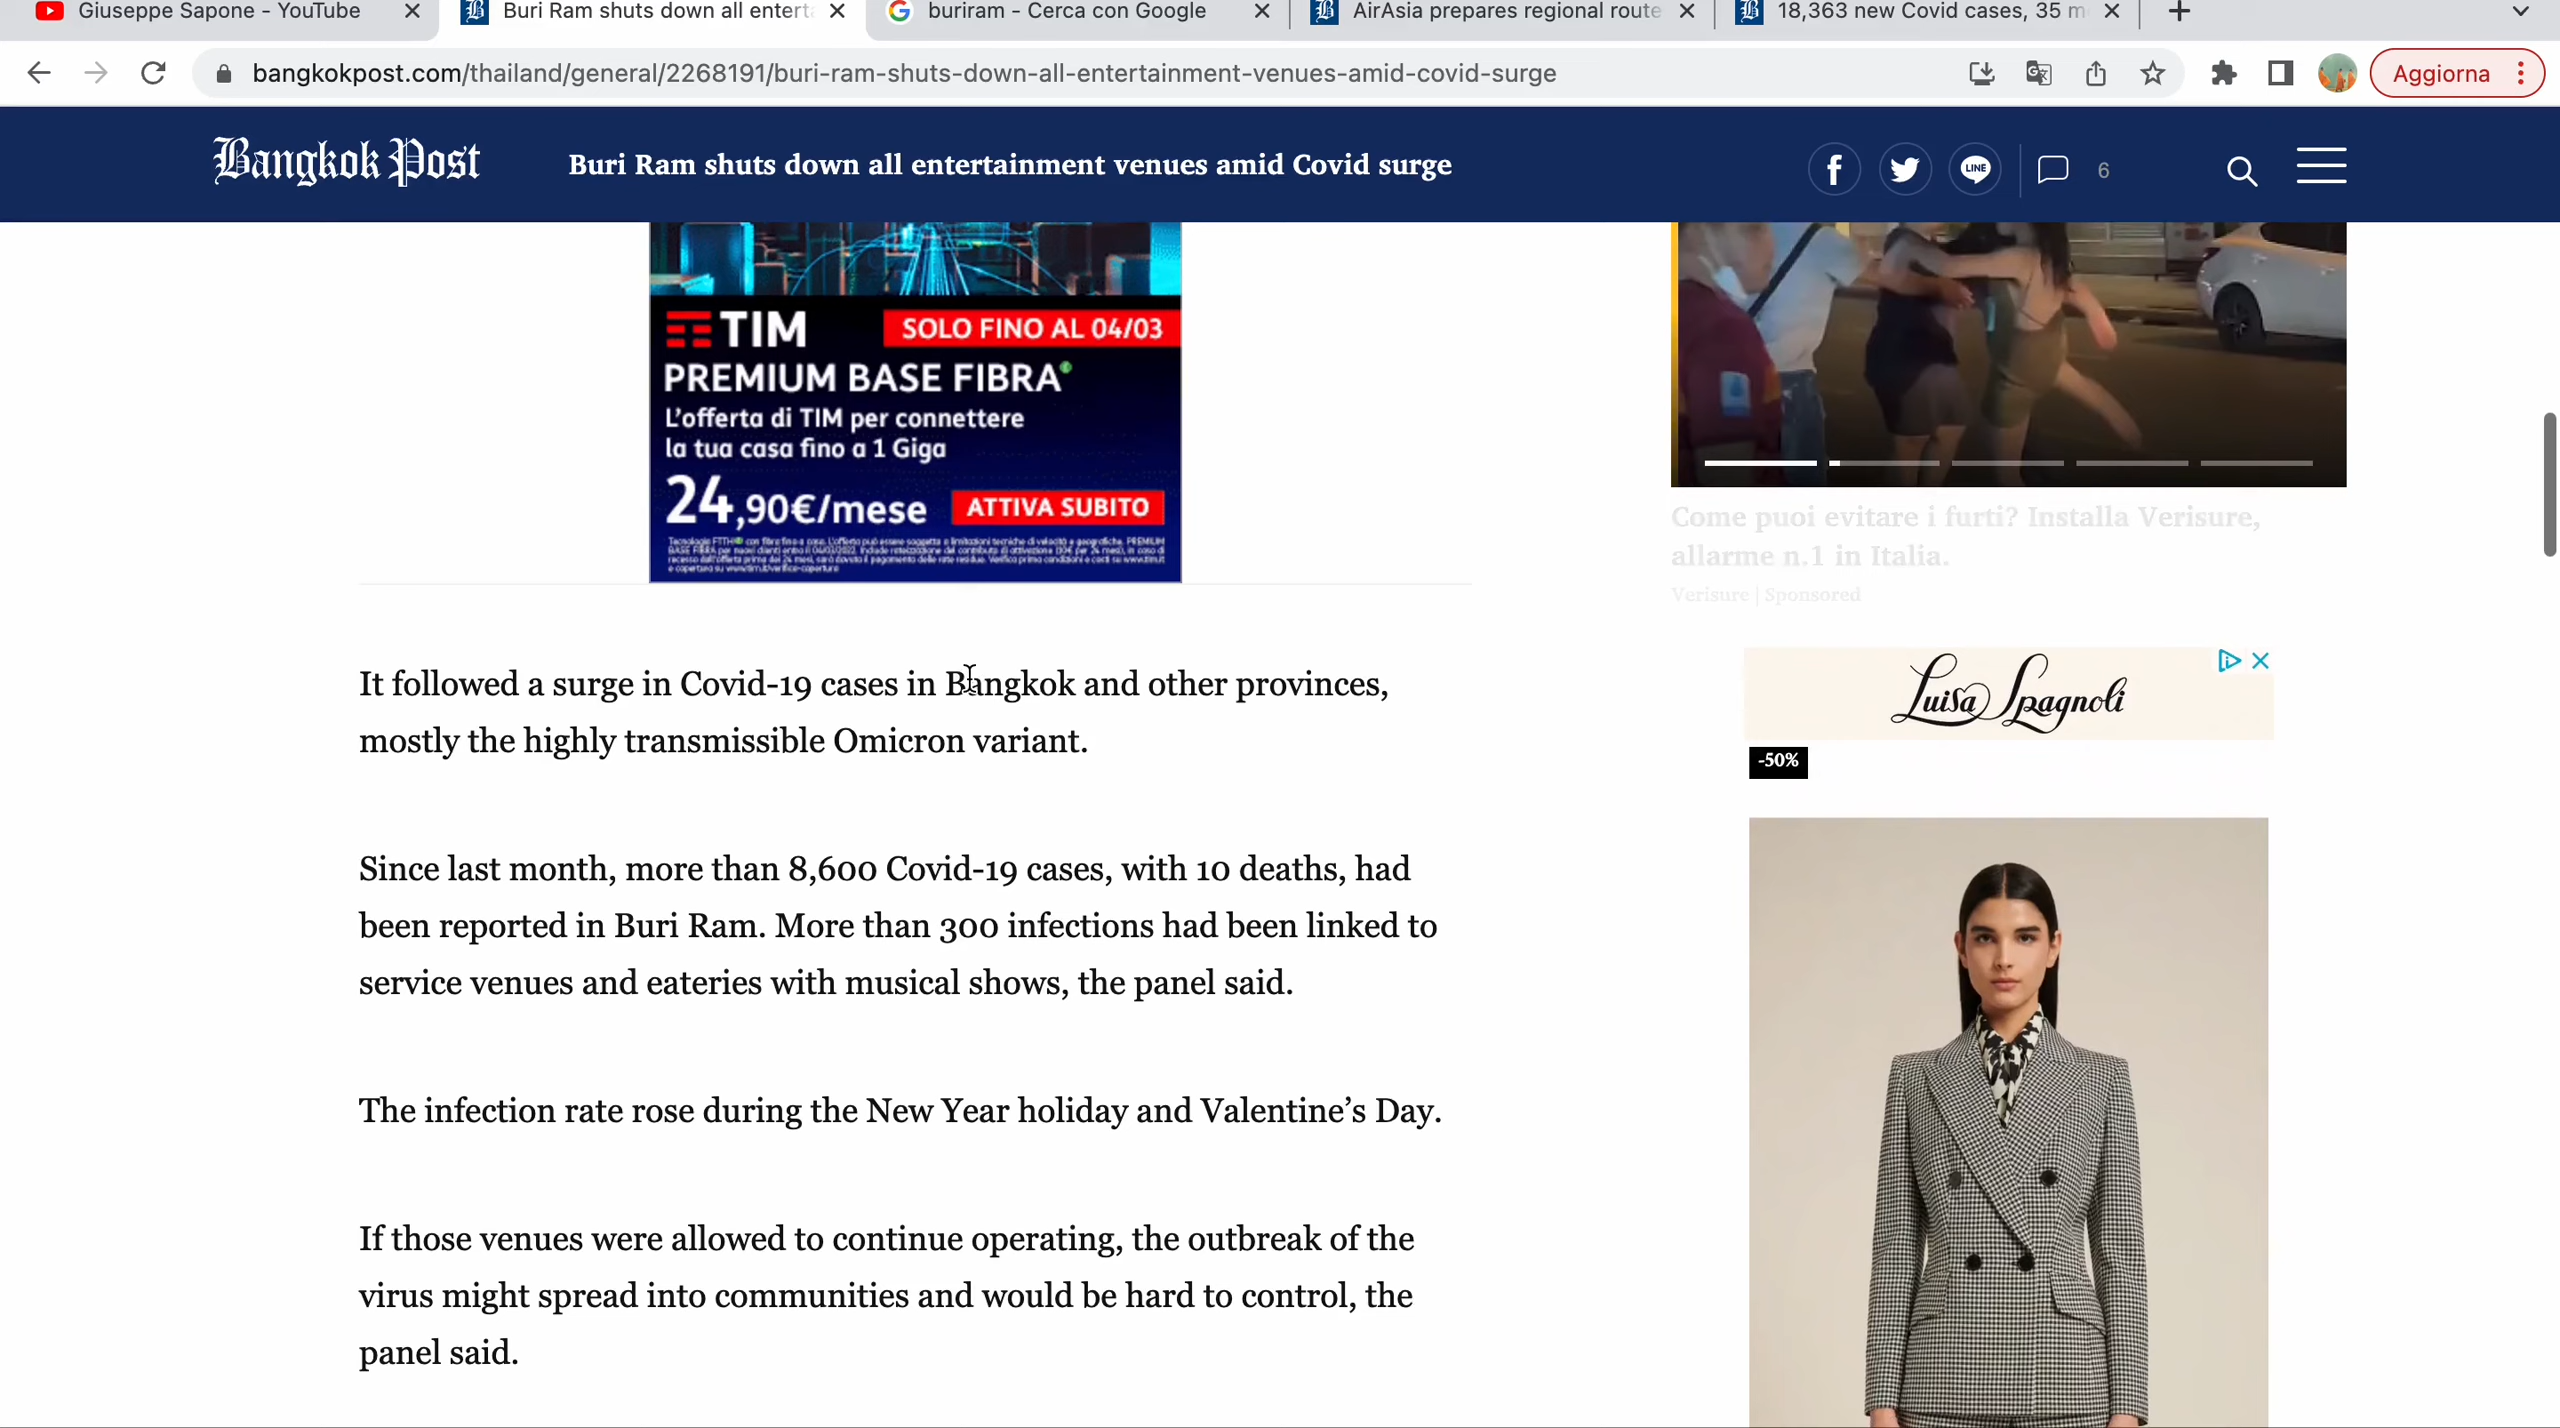 Giuseppe Sapone - YouTube
Buri Ram shuts down all enterta
buriram - Cerca con Google
AirAsia prepares regional route
18,363 new Covid cases, 35 m
bangkokpost.com/thailand/general/2268191/buri-ram-shuts-down-all-entertainment-venues-amid-covid-surge
Aggiorna
Bangkok Post
Buri Ram shuts down all entertainment venues amid Covid surge
LINE
6
TIM
SOLO FINO AL 04/03
PREMIUM BASE FIBRA
L'offerta di TIM per connettere
la tua casa fino a 1 Giga
24,90€/mese
ATTIVA SUBITO
Come puoi evitare i furti? Installa Verisure,
allarme n.1 in Italia.
Verisure | Sponsored
Luisa Spagnoli
-50%
It followed a surge in Covid-19 cases in Bangkok and other provinces,
mostly the highly transmissible Omicron variant.
Since last month, more than 8,600 Covid-19 cases, with 10 deaths, had
been reported in Buri Ram. More than 300 infections had been linked to
service venues and eateries with musical shows, the panel said.
The infection rate rose during the New Year holiday and Valentine’s Day.
If those venues were allowed to continue operating, the outbreak of the
virus might spread into communities and would be hard to control, the
panel said.